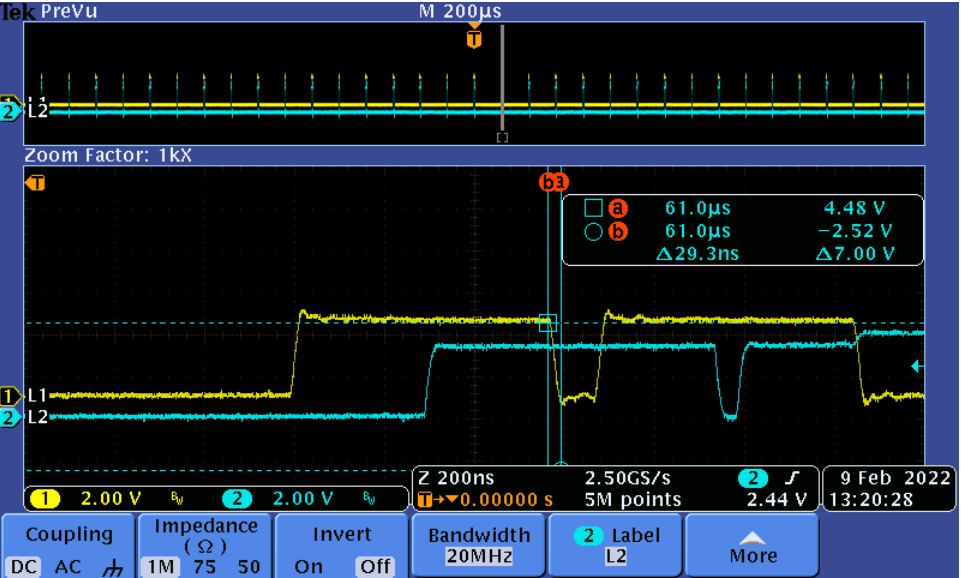 Tek PreVu M 200µs
T
1 L1
2 L2
Zoom Factor: 1kX
T b a
a 61.0µs 4.48 V
b 61.0µs −2.52 V
Δ29.3ns Δ7.00 V
1 L1
2 L2
Z 200ns 2.50GS/s 2
T→▾0.00000 s 5M points 2.44 V
1 2.00 V BW 2 2.00 V BW
9 Feb 2022
13:20:28
Coupling
DC AC
Impedance
(Ω)
1M 75 50
Invert
On Off
Bandwidth
20MHz
2 Label
L2
More